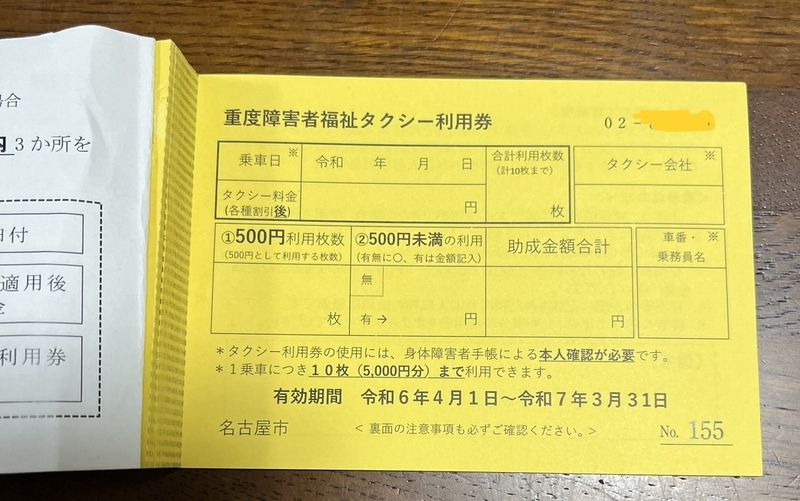 場合
3か所を
日付
適用後
利用券
重度障害者福祉タクシー利用券
02-
乗車日 ※
令和 年 月 日
合計利用枚数
(計10枚まで)
枚
タクシー会社 ※
タクシー料金
(各種割引後)
円
①500円利用枚数
(500円として利用する枚数)
枚
②500円未満の利用
(有無に〇、有は金額記入)
無
有→ 円
助成金額合計
円
車番・ ※
乗務員名
*タクシー利用券の使用には、身体障害者手帳による本人確認が必要です。
*1乗車につき10枚(5,000円分)まで利用できます。
有効期間 令和6年4月1日~令和7年3月31日
名古屋市
<裏面の注意事項も必ずご確認ください。>
No. 155